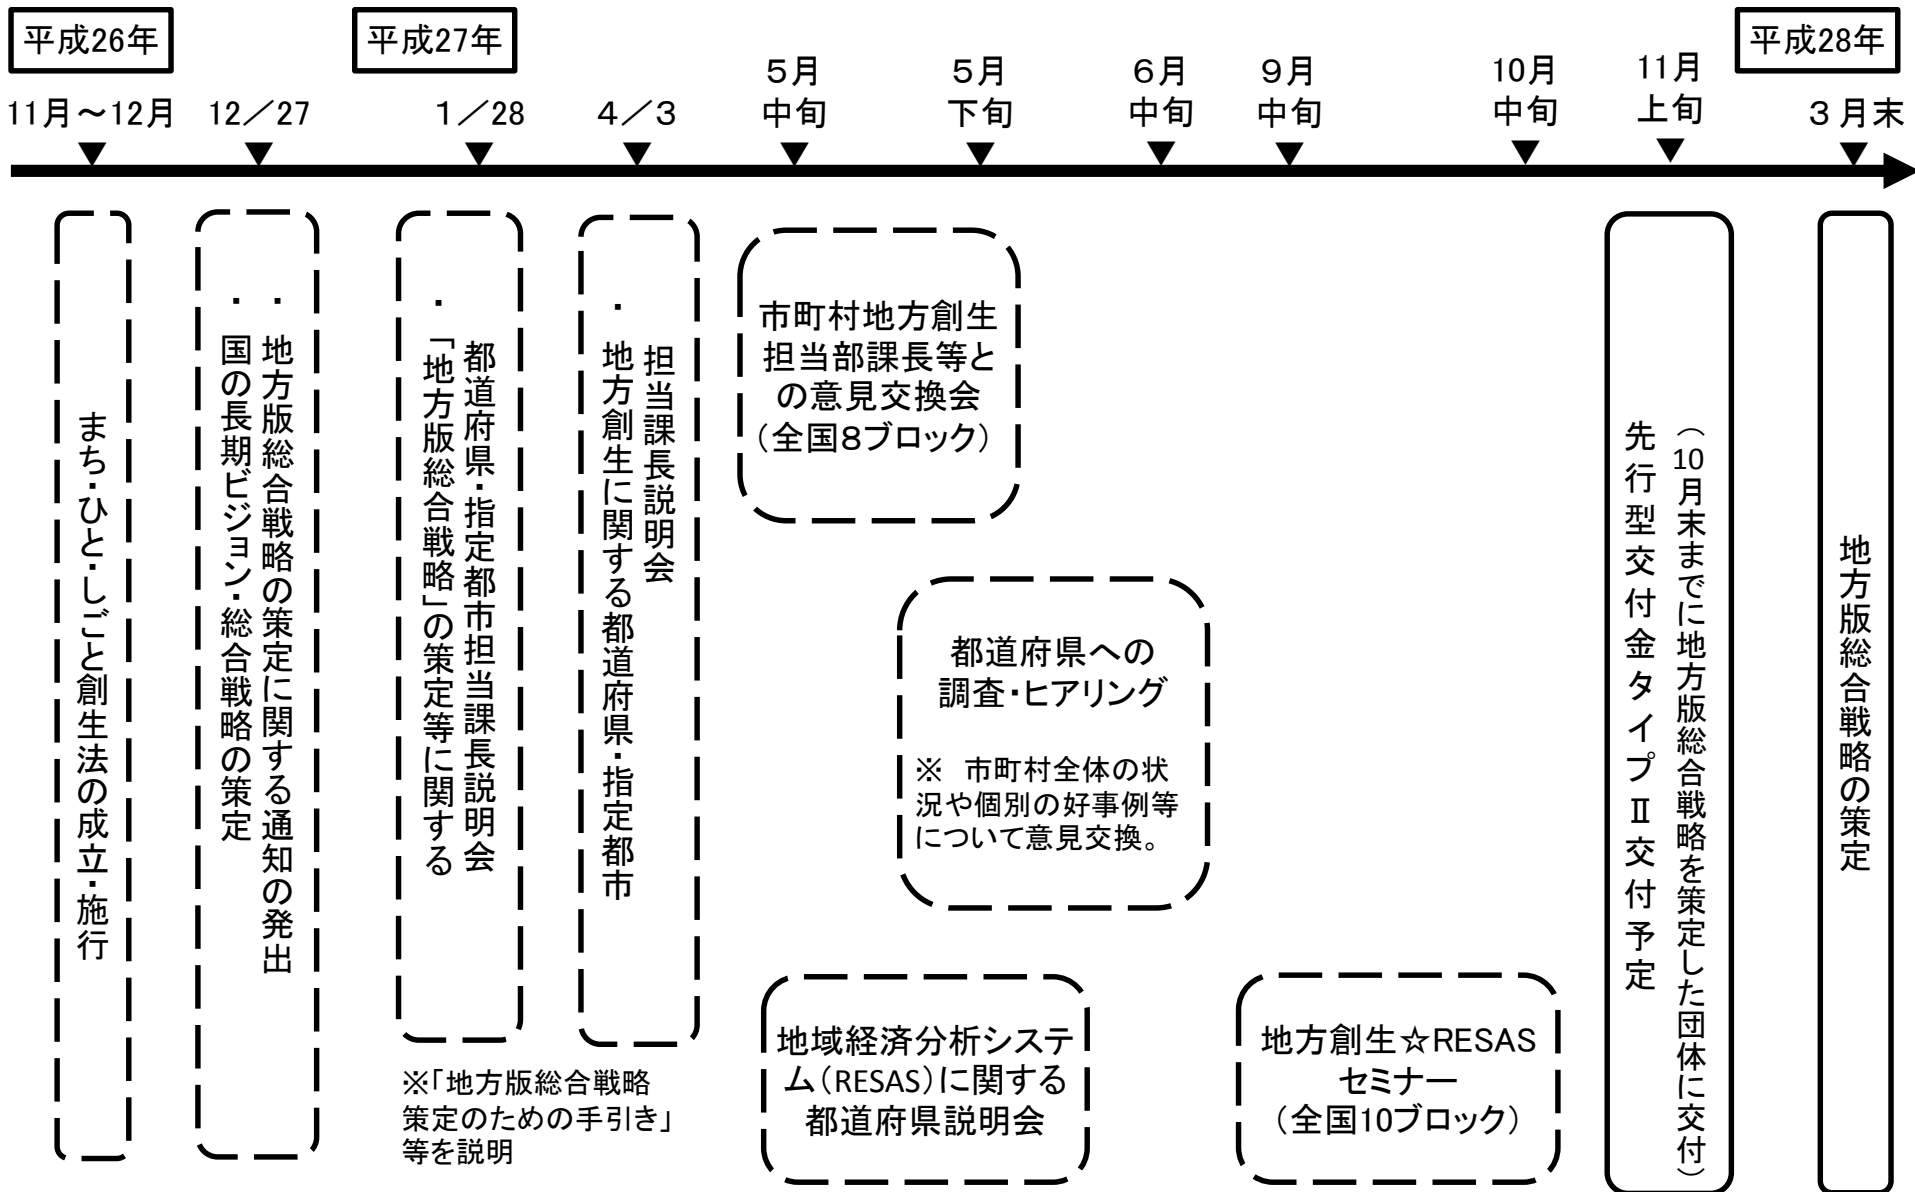 平成26年
平成27年
平成28年
11月～12月
12／27
1／28
4／3
5月
中旬
5月
下旬
6月
中旬
9月
中旬
10月
中旬
11月
上旬
3月末
まち・ひと・しごと創生法の成立・施行
・地方版総合戦略の策定に関する通知の発出
・国の長期ビジョン・総合戦略の策定
都道府県・指定都市担当課長説明会
・「地方版総合戦略」の策定等に関する
※「地方版総合戦略
策定のための手引き」
等を説明
担当課長説明会
・地方創生に関する都道府県・指定都市
市町村地方創生
担当部課長等と
の意見交換会
（全国8ブロック）
都道府県への
調査・ヒアリング
※　市町村全体の状
況や個別の好事例等
について意見交換。
地域経済分析システ
ム（RESAS）に関する
都道府県説明会
地方創生☆RESAS
セミナー
（全国10ブロック）
（10月末までに地方版総合戦略を策定した団体に交付）
先行型交付金タイプⅡ交付予定
地方版総合戦略の策定